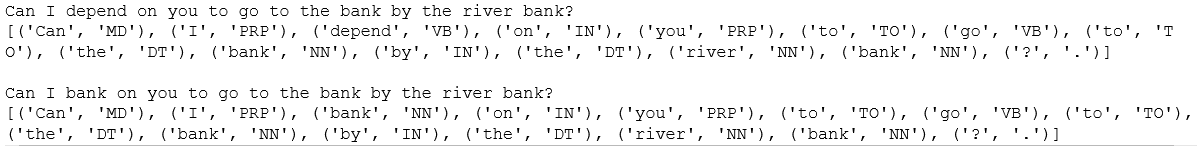 Can I depend on you to go to the bank by the river bank?
[('Can', 'MD'), ('I', 'PRP'), ('depend', 'VB'), ('on', 'IN'), ('you', 'PRP'), ('to', 'TO'), ('go', 'VB'), ('to', 'T
O'), ('the', 'DT'), ('bank', 'NN'), ('by', 'IN'), ('the', 'DT'), ('river', 'NN'), ('bank', 'NN'), ('?', '.')]
Can I bank on you to go to the bank by the river bank?
[('Can', 'MD'), ('I', 'PRP'), ('bank', 'NN'), ('on', 'IN'), ('you', 'PRP'), ('to', 'TO'), ('go', 'VB'), ('to', 'TO'),
('the', 'DT'), ('bank', 'NN'), ('by', 'IN'), ('the', 'DT'), ('river', 'NN'), ('bank', 'NN'), ('?', '.')]